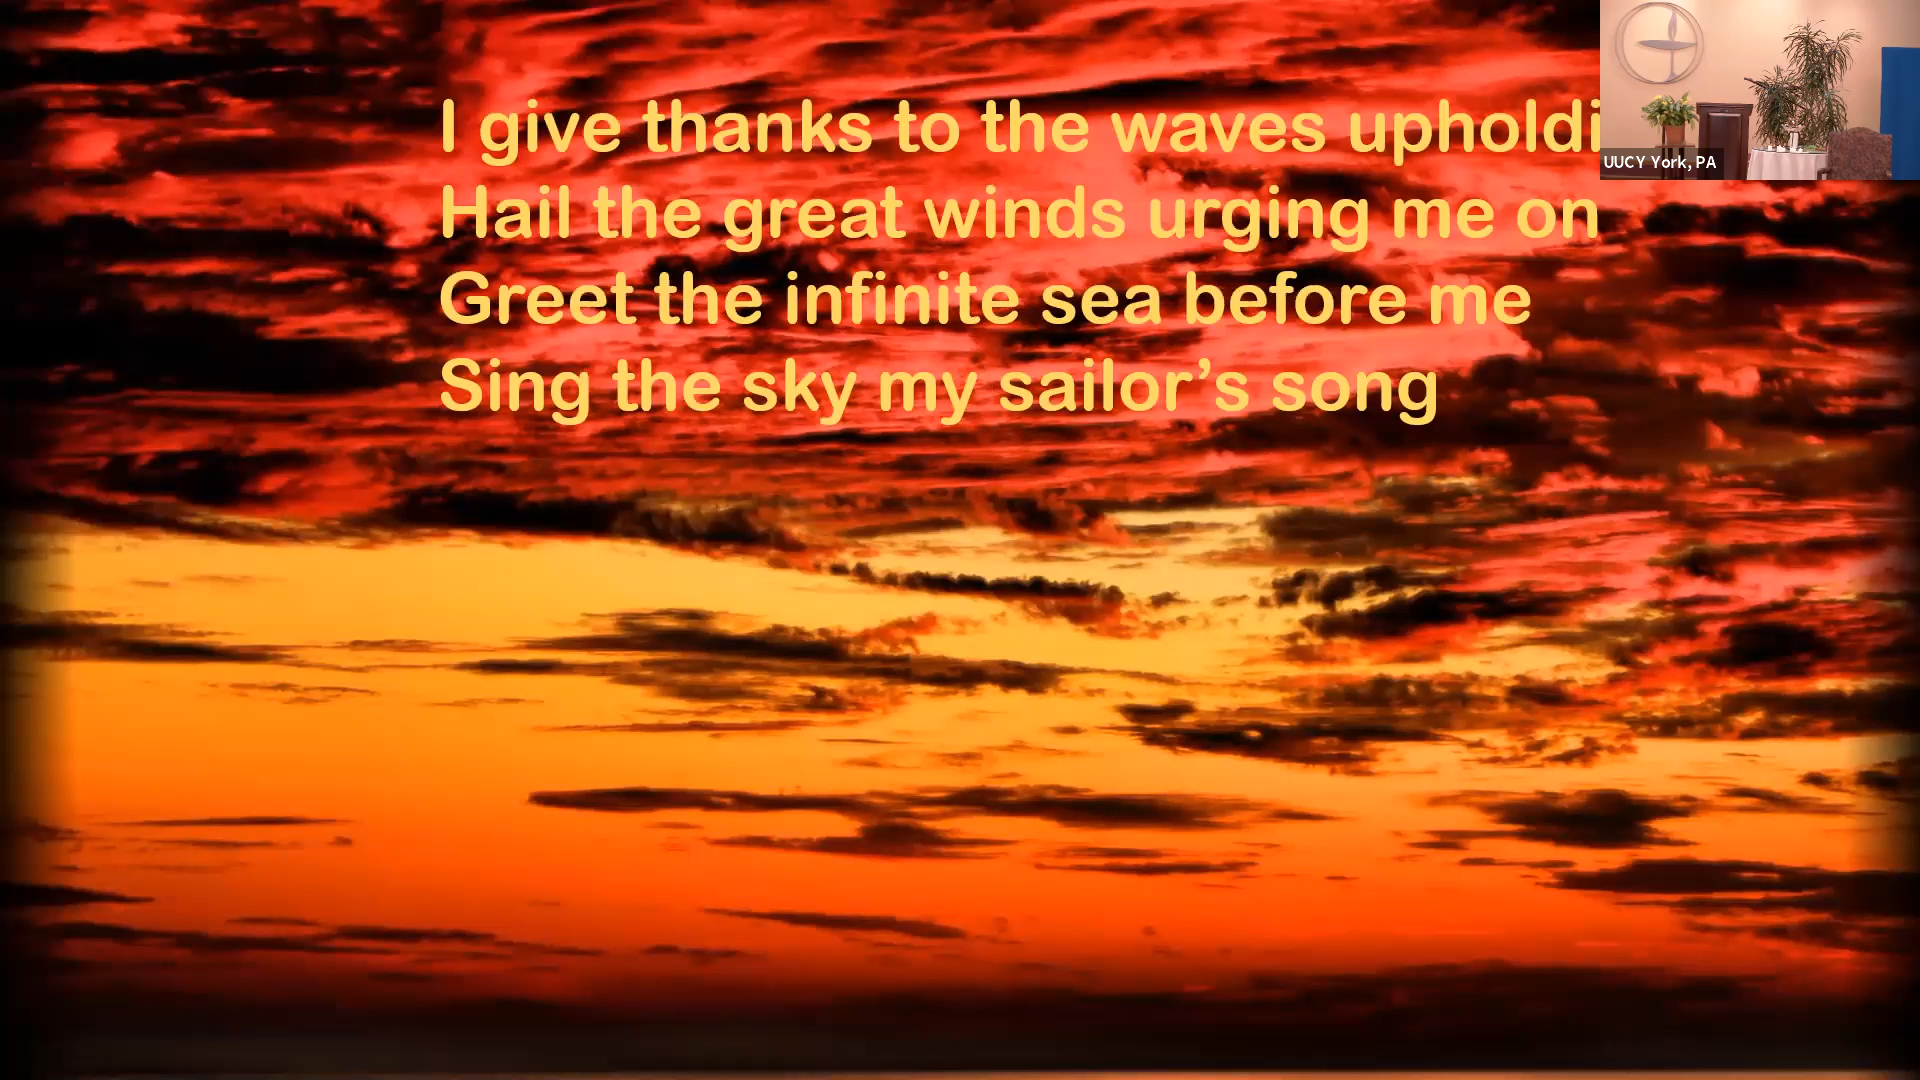 I give thanks to the waves upholdi
Hail the great winds urging me on
Greet the infinite sea before me
Sing the sky my sailor’s song
UUCY York, PA